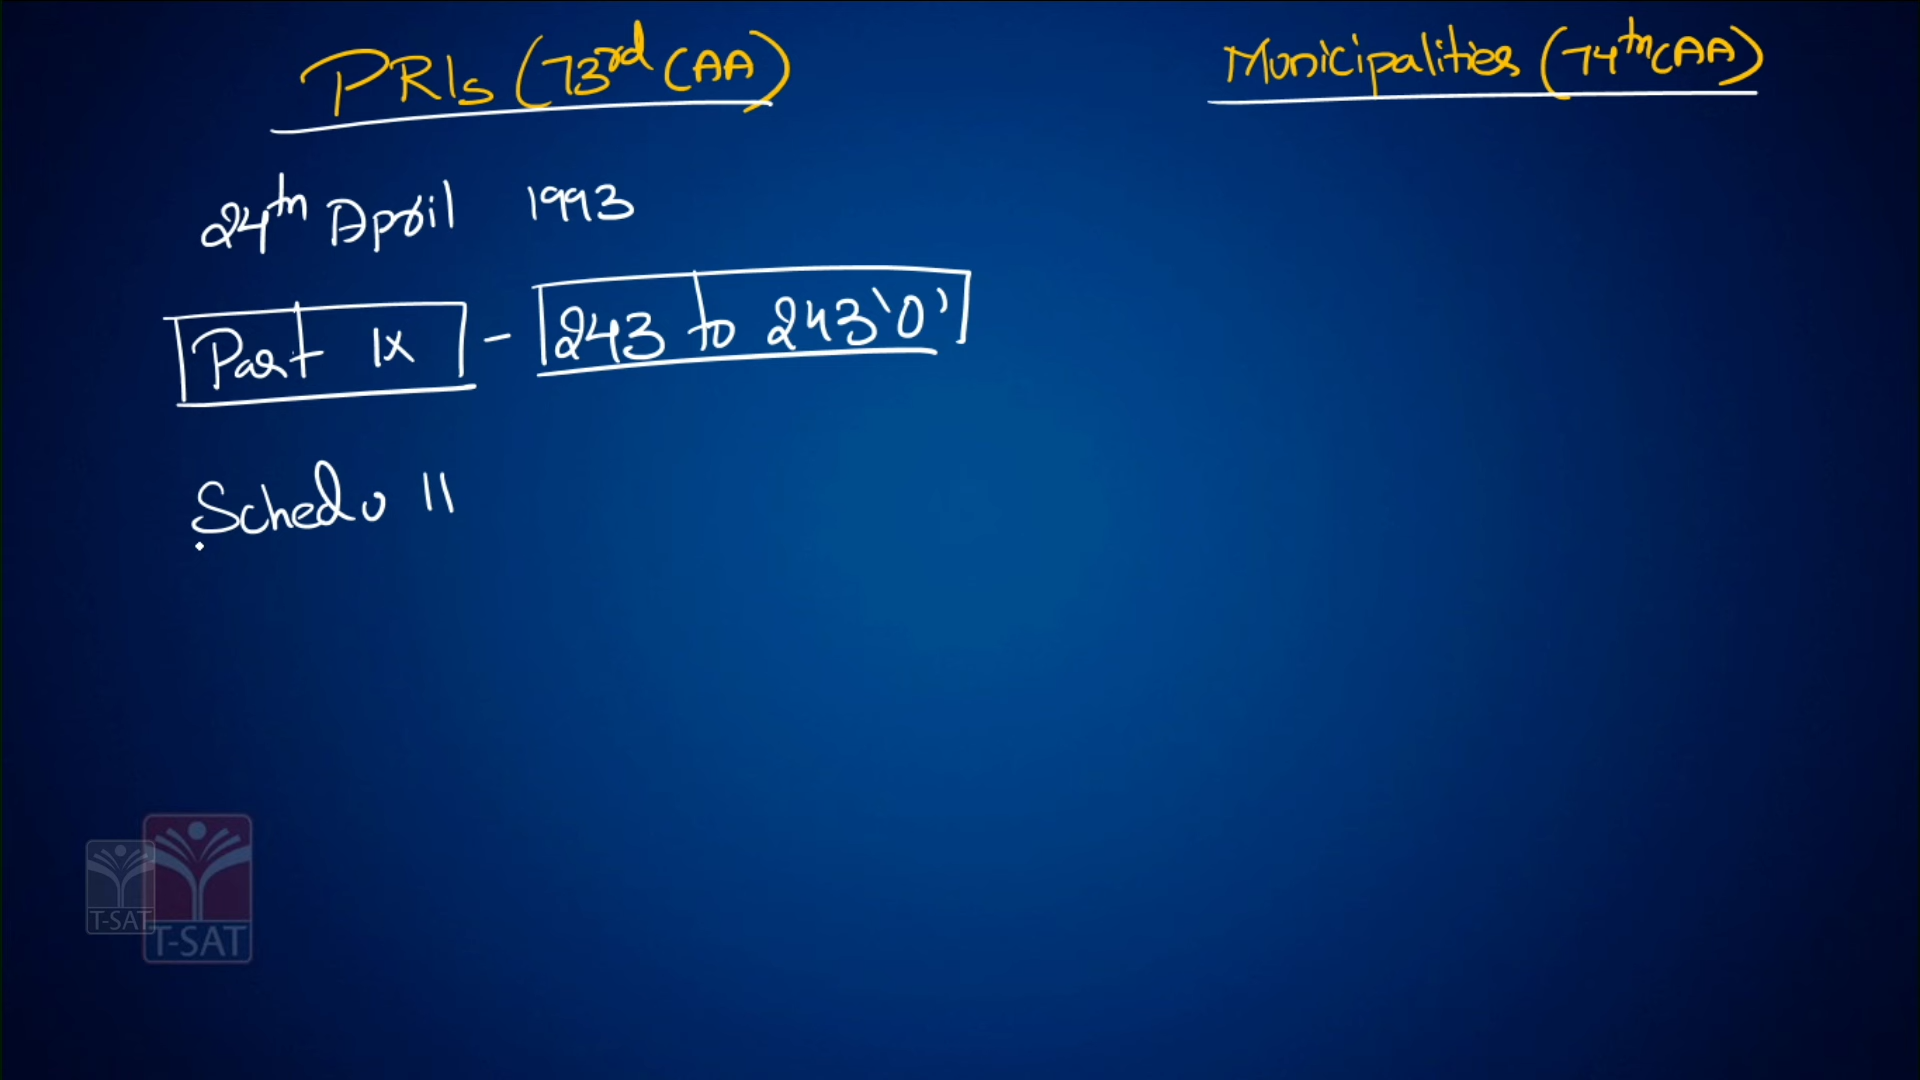 PRIs (73rd CAA)
Municipalities (74th CAA)
24th April 1993
Part IX - 243 to 243'O'
Schedu 11
T-SAT
T-SAT